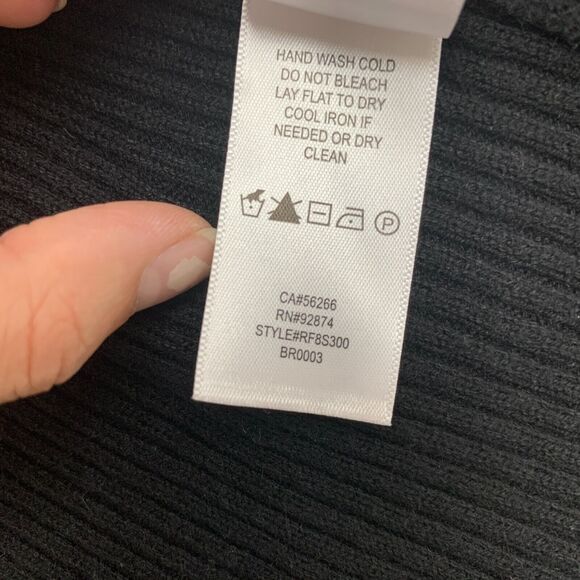 HAND WASH COLD
DO NOT BLEACH
LAY FLAT TO DRY
COOL IRON IF
NEEDED OR DRY
CLEAN
P
CA#56266
RN#92874
STYLE#RF8S300
BR0003